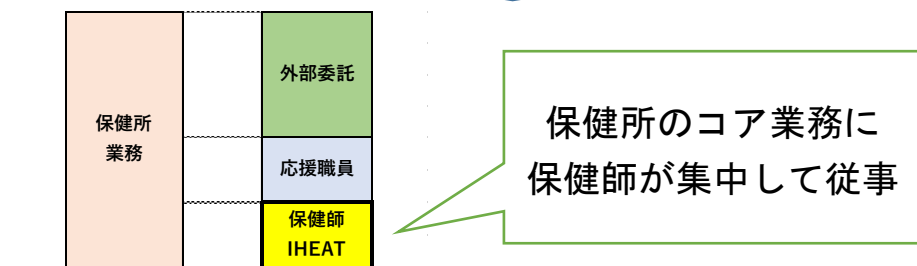 保健所
業務
外部委託
応援職員
保健師
IHEAT
保健所のコア業務に
保健師が集中して従事